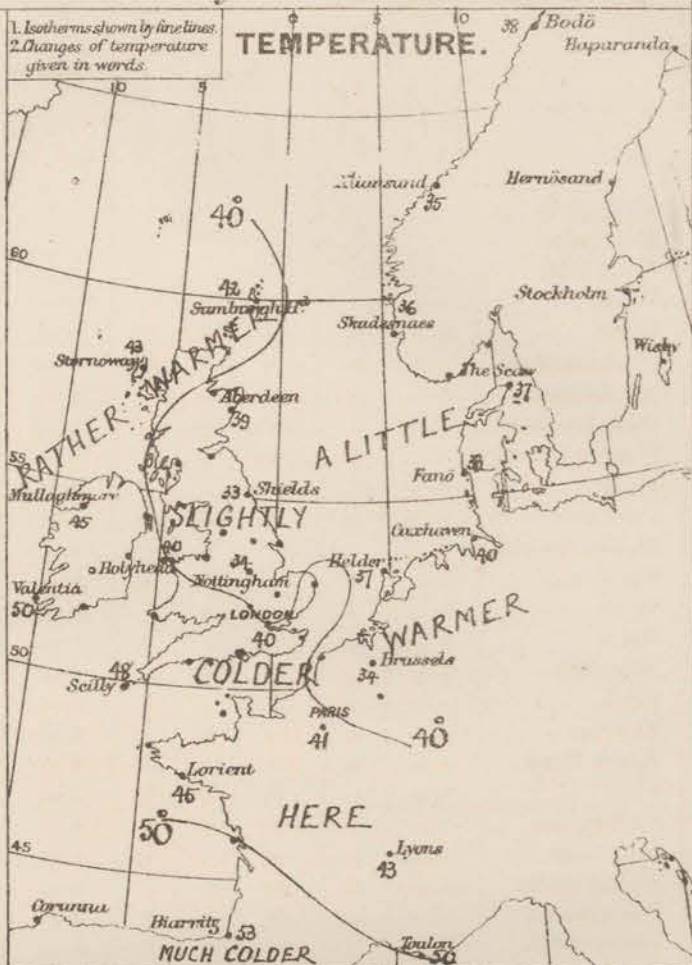 1. Isotherms shown by fine lines.
2. Changes of temperature
given in words.
TEMPERATURE.
10
5
0
5
10
38 Bodö
Haparanda
Hernösand
35
40°
60
42
Sumburgh Hd
36
Skudesnaes
Stockholm
Wisby
43
Stornoway
RATHER WARMER
Aberdeen
39
The Scaw
37
A LITTLE
55
Mullaghmore
45
33 Shields
Fanö
SLIGHTLY
Cuxhaven
40
40
Holyhead
34
Nottingham
Helder
37
Valentia
50
LONDON
40
WARMER
50
48
Scilly
COLDER
Brussels
34
PARIS
41
40°
Lorient
46
50°
HERE
45
Lyons
43
Corunna
Biarritz
53
MUCH COLDER
Toulon
50